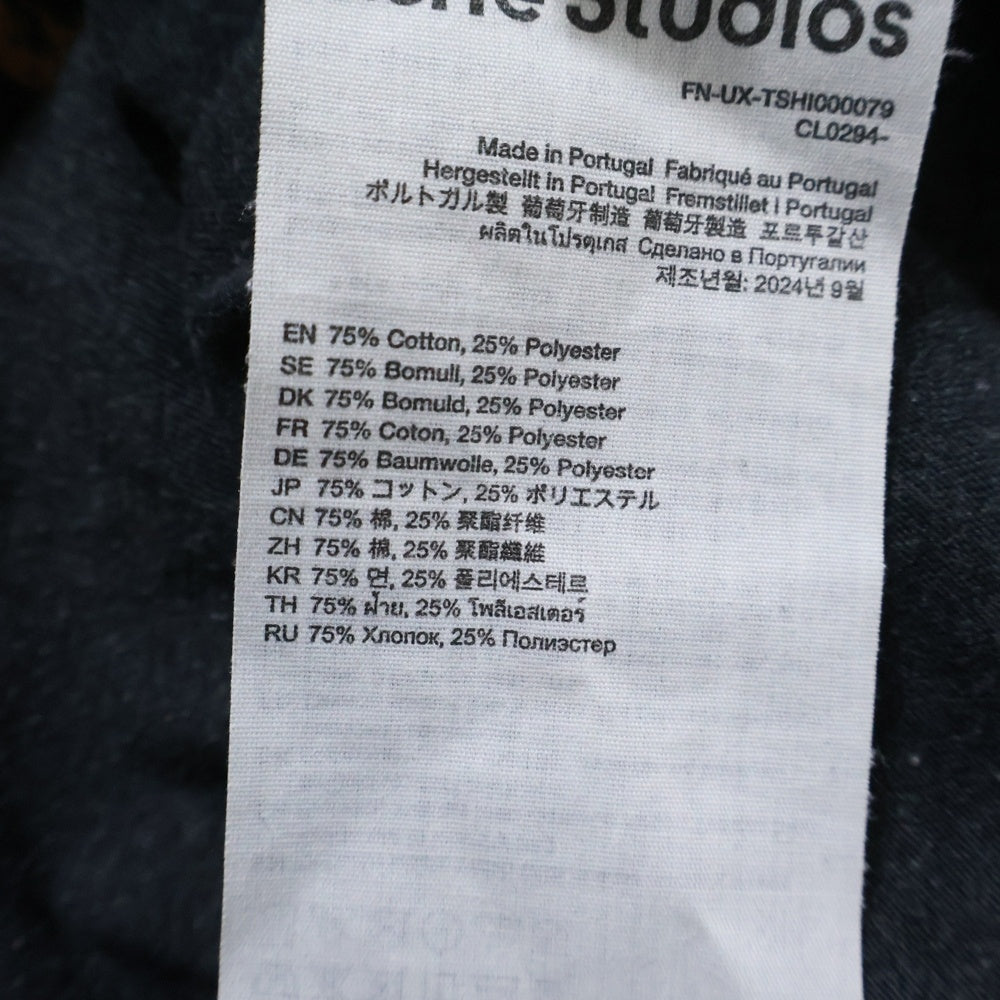 Studios
FN-UX-TSHI000079
CL0294-
Made in Portugal Fabriqué au Portugal
Hergestellt in Portugal Fremstillet i Portugal
ポルトガル製 葡萄牙制造 葡萄牙製造 포르투갈산
ผลิตในโปรตุเกส Сделано в Португалии
제조년월: 2024년 9월
EN 75% Cotton, 25% Polyester
SE 75% Bomull, 25% Polyester
DK 75% Bomuld, 25% Polyester
FR 75% Coton, 25% Polyester
DE 75% Baumwolle, 25% Polyester
JP 75% コットン, 25% ポリエステル
CN 75% 棉, 25% 聚酯纤维
ZH 75% 棉, 25% 聚酯纖維
KR 75% 면, 25% 폴리에스테르
TH 75% ฝ้าย, 25% โพลีเอสเตอร์
RU 75% Хлопок, 25% Полиэстер